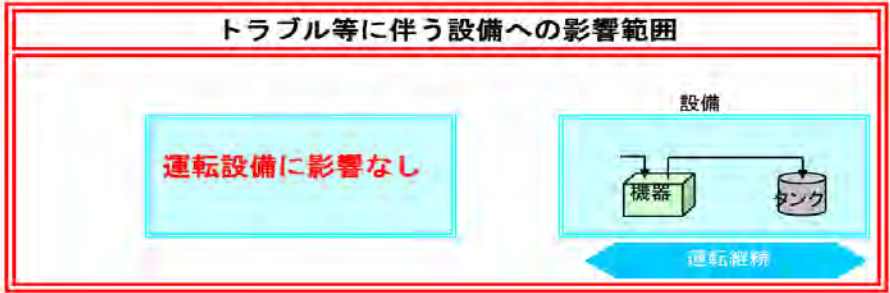 トラブル等に伴う設備への影響範囲
設備
運転設備に影響なし
機器
タンク
運転継続